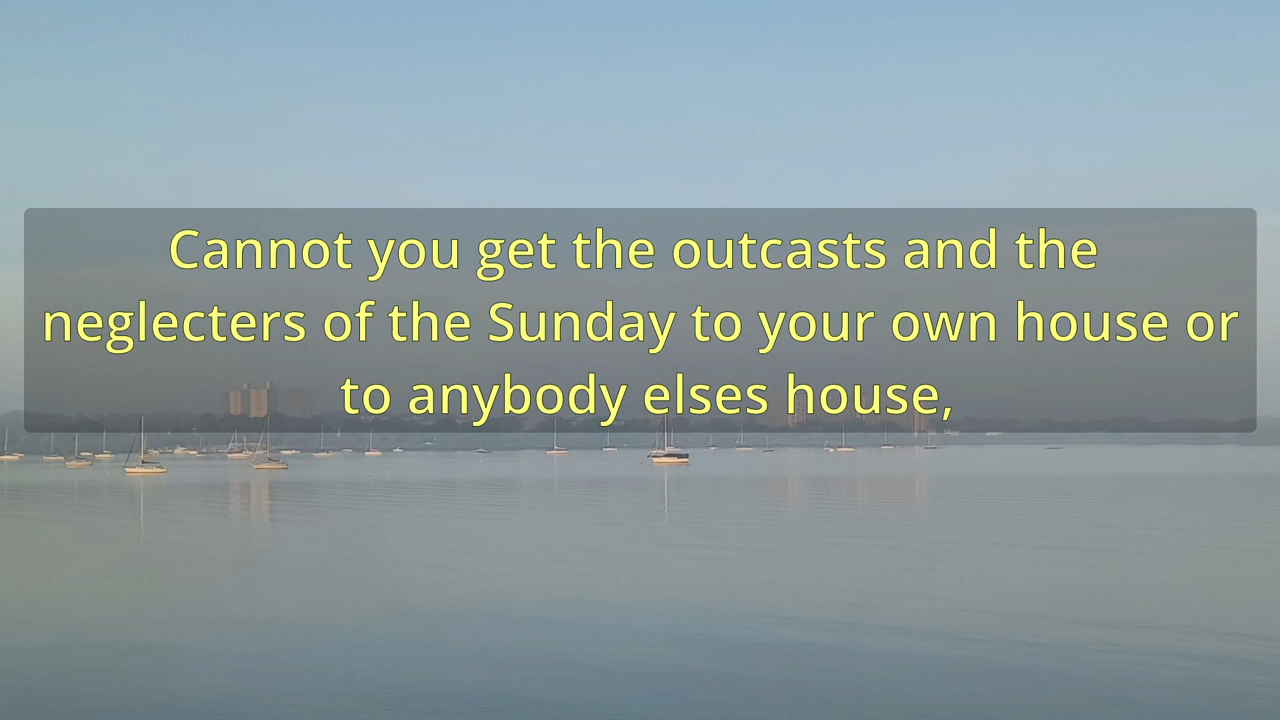 Cannot you get the outcasts and the
neglecters of the Sunday to your own house or
to anybody elses house,